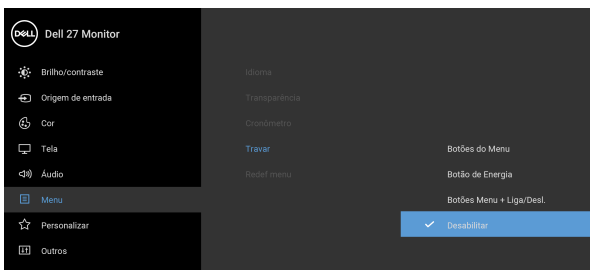 DELL
Dell 27 Monitor
Brilho/contraste
Origem de entrada
Cor
Tela
Áudio
Menu
Personalizar
Outros
Idioma
Transparência
Cronômetro
Travar
Redef menu
Botões do Menu
Botão de Energia
Botões Menu + Liga/Desl.
Desabilitar